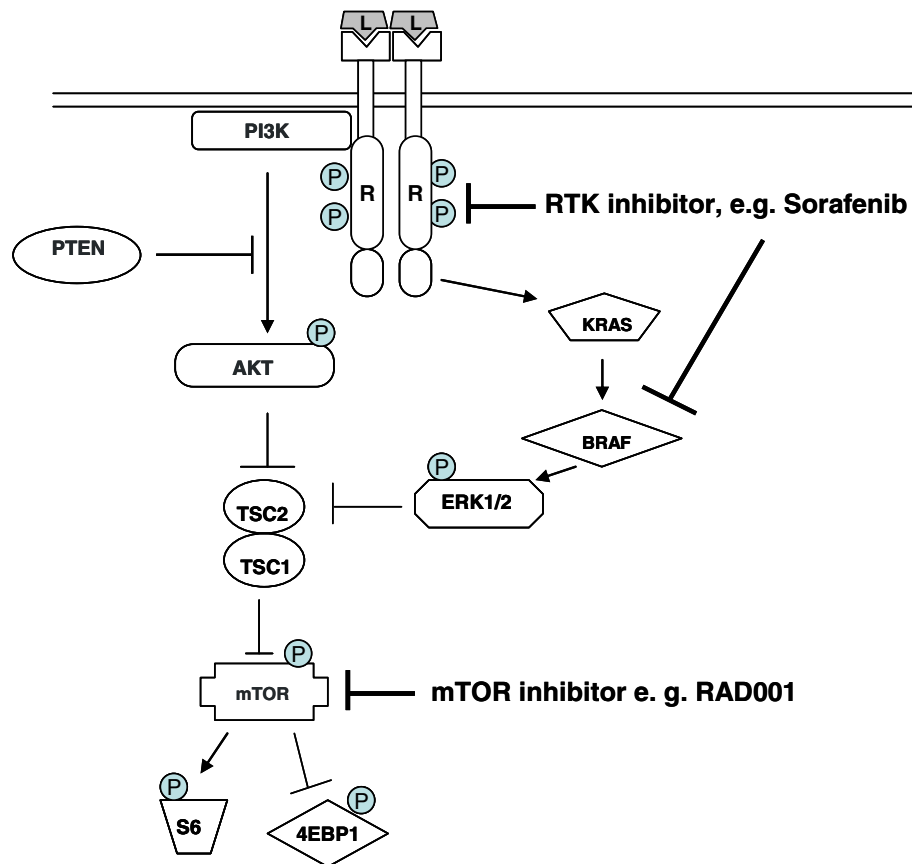 L L
PI3K
P P
R R
P P
RTK inhibitor, e.g. Sorafenib
PTEN
KRAS
P
AKT
BRAF
P
ERK1/2
TSC2
TSC1
P
mTOR
mTOR inhibitor e. g. RAD001
P
P
S6
4EBP1